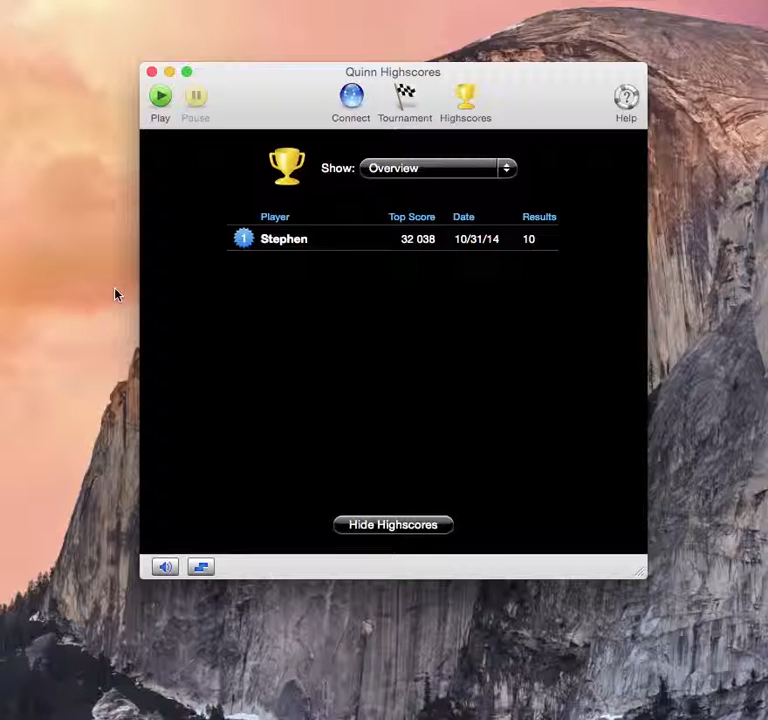 Quinn Highscores
Play Pause Connect Tournament Highscores Help
Show: Overview
Player Top Score Date Results
1 Stephen 32 038 10/31/14 10
Hide Highscores